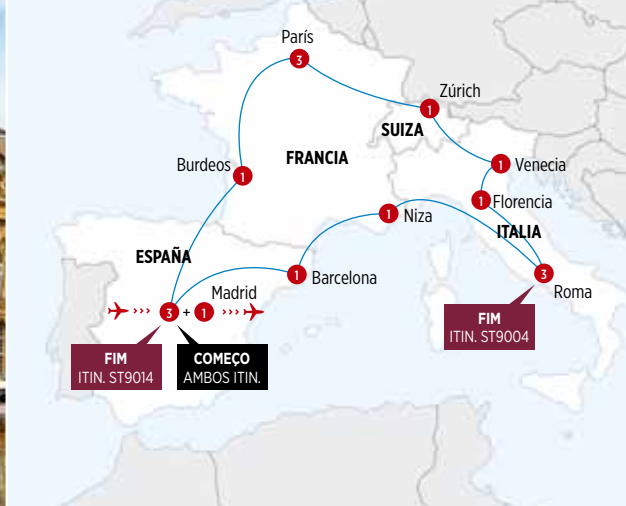 París
3
Zúrich
1
SUIZA
Burdeos
1
FRANCIA
1
Venecia
1
Florencia
1
Niza
ITALIA
ESPAÑA
1
Barcelona
3
Roma
Madrid
3 + 1
FIM
ITIN. ST9014
COMEÇO
AMBOS ITIN.
FIM
ITIN. ST9004